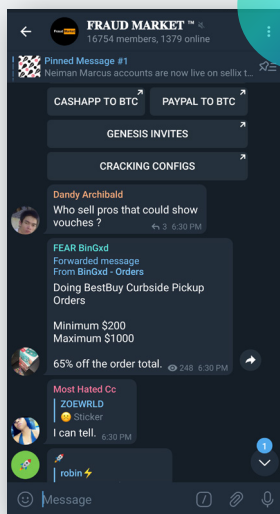 FRAUD MARKET ™
16754 members, 1379 online
Pinned Message #1
Neiman Marcus accounts are now live on sellix t...
CASHAPP TO BTC
PAYPAL TO BTC
GENESIS INVITES
CRACKING CONFIGS
Dandy Archibald
Who sell pros that could show
vouches ?
3 6:30 PM
FEAR BinGxd
Forwarded message
From BinGxd - Orders
Doing BestBuy Curbside Pickup
Orders
Minimum $200
Maximum $1000
65% off the order total. 248 6:30 PM
Most Hated Cc
ZOEWRLD
Sticker
I can tell. 6:30 PM
1
robin
Message